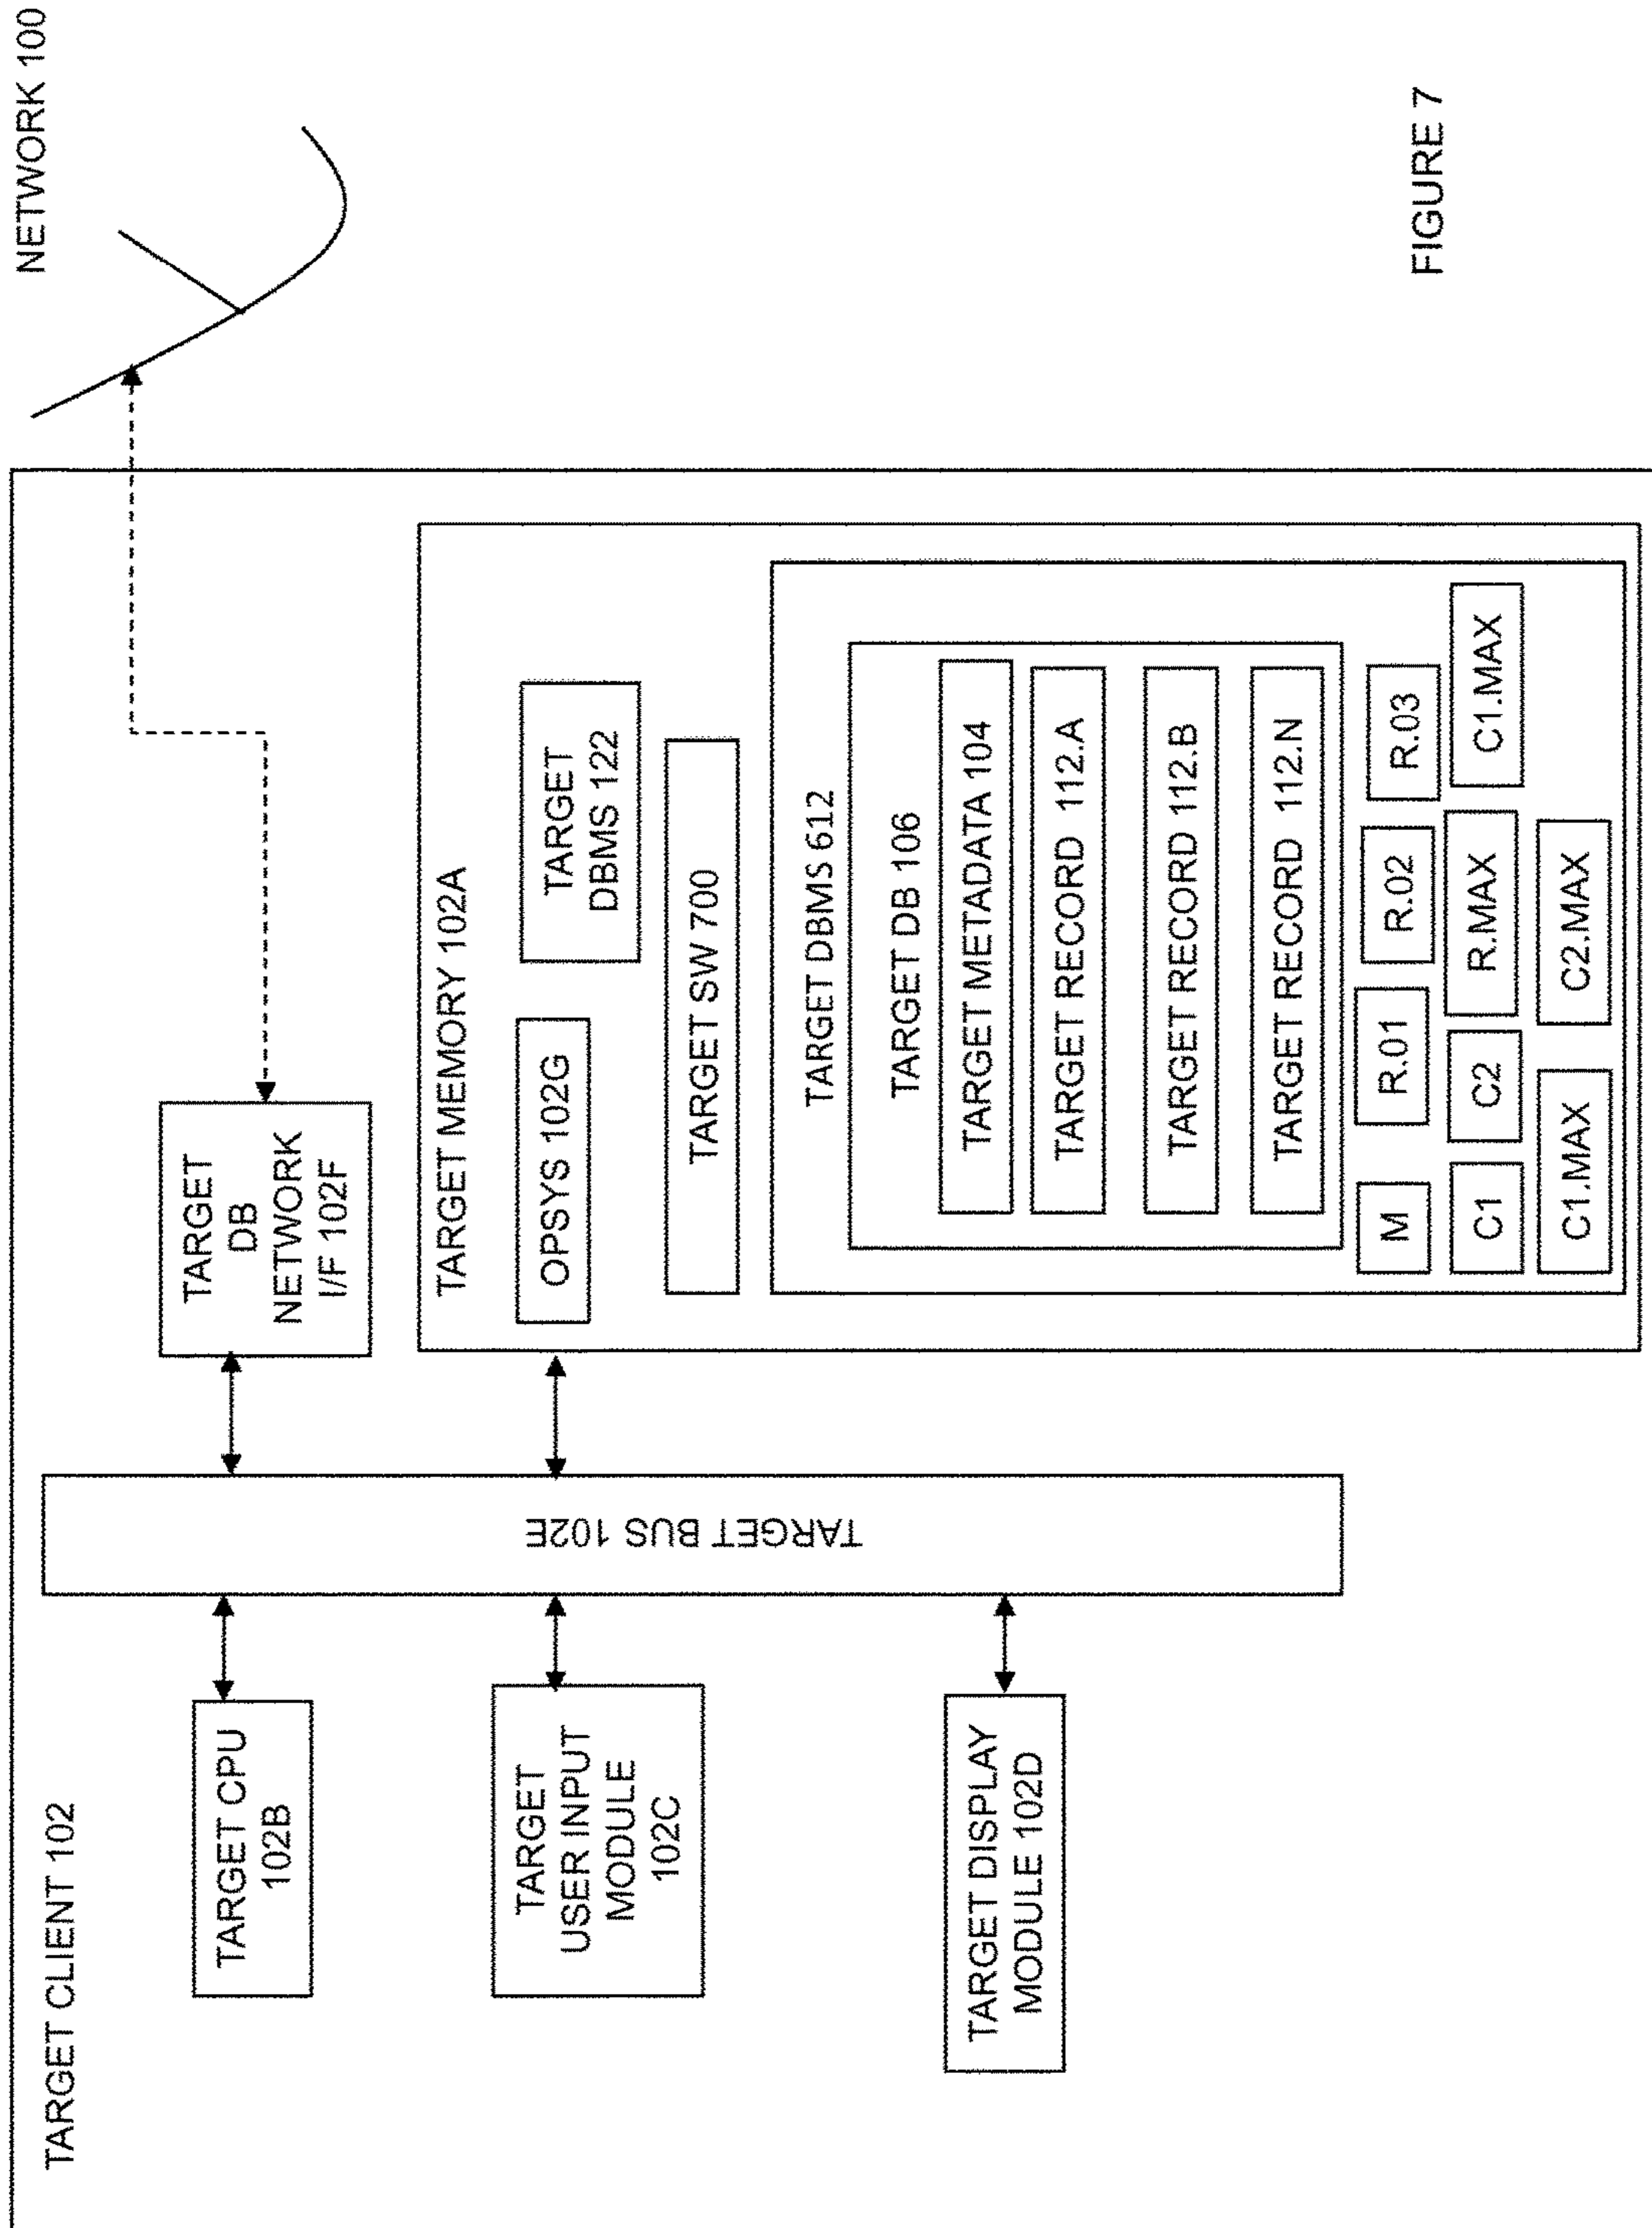 NETWORK 100
TARGET CLIENT 102
TARGET CPU
102B
TARGET
USER INPUT
MODULE
102C
TARGET DISPLAY
MODULE 102D
TARGET BUS 102E
TARGET
DB
NETWORK
I/F 102F
TARGET MEMORY 102A
OPSYS 102G
TARGET
DBMS 122
TARGET SW 700
TARGET DBMS 612
TARGET DB 106
TARGET METADATA 104
TARGET RECORD 112.A
TARGET RECORD 112.B
TARGET RECORD 112.N
M
R.01
R.02
R.03
C1
C2
R.MAX
C1.MAX
C1.MAX
C2.MAX
FIGURE 7